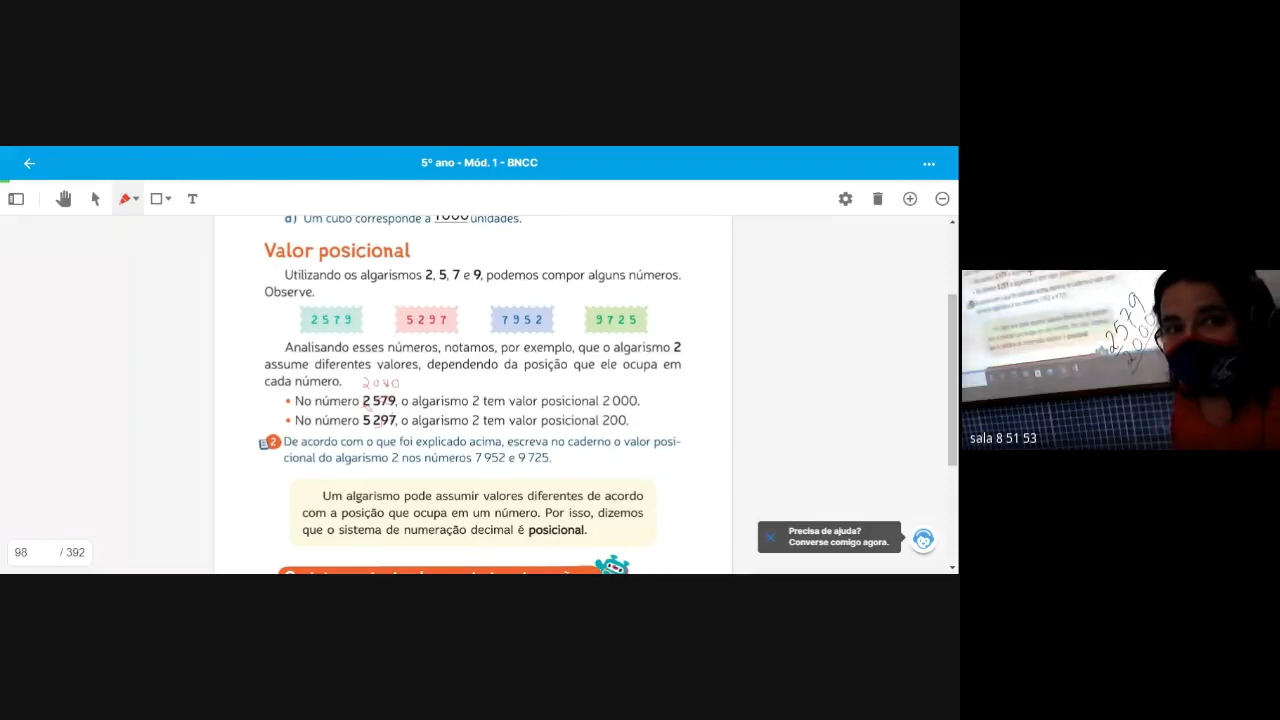 5º ano - Mód. 1 - BNCC
T
d) Um cubo corresponde a 1000 unidades.
Valor posicional
Utilizando os algarismos 2, 5, 7 e 9, podemos compor alguns números.
Observe.
2 5 7 9 5 2 9 7 7 9 5 2 9 7 2 5
Analisando esses números, notamos, por exemplo, que o algarismo 2
assume diferentes valores, dependendo da posição que ele ocupa em
cada número. 2000
• No número 2 579, o algarismo 2 tem valor posicional 2 000.
• No número 5 297, o algarismo 2 tem valor posicional 200.
2 De acordo com o que foi explicado acima, escreva no caderno o valor posi-
cional do algarismo 2 nos números 7 952 e 9 725.
Um algarismo pode assumir valores diferentes de acordo
com a posição que ocupa em um número. Por isso, dizemos
que o sistema de numeração decimal é posicional.
Precisa de ajuda?
Converse comigo agora.
98 / 392
2579
2000
sala 8 51 53